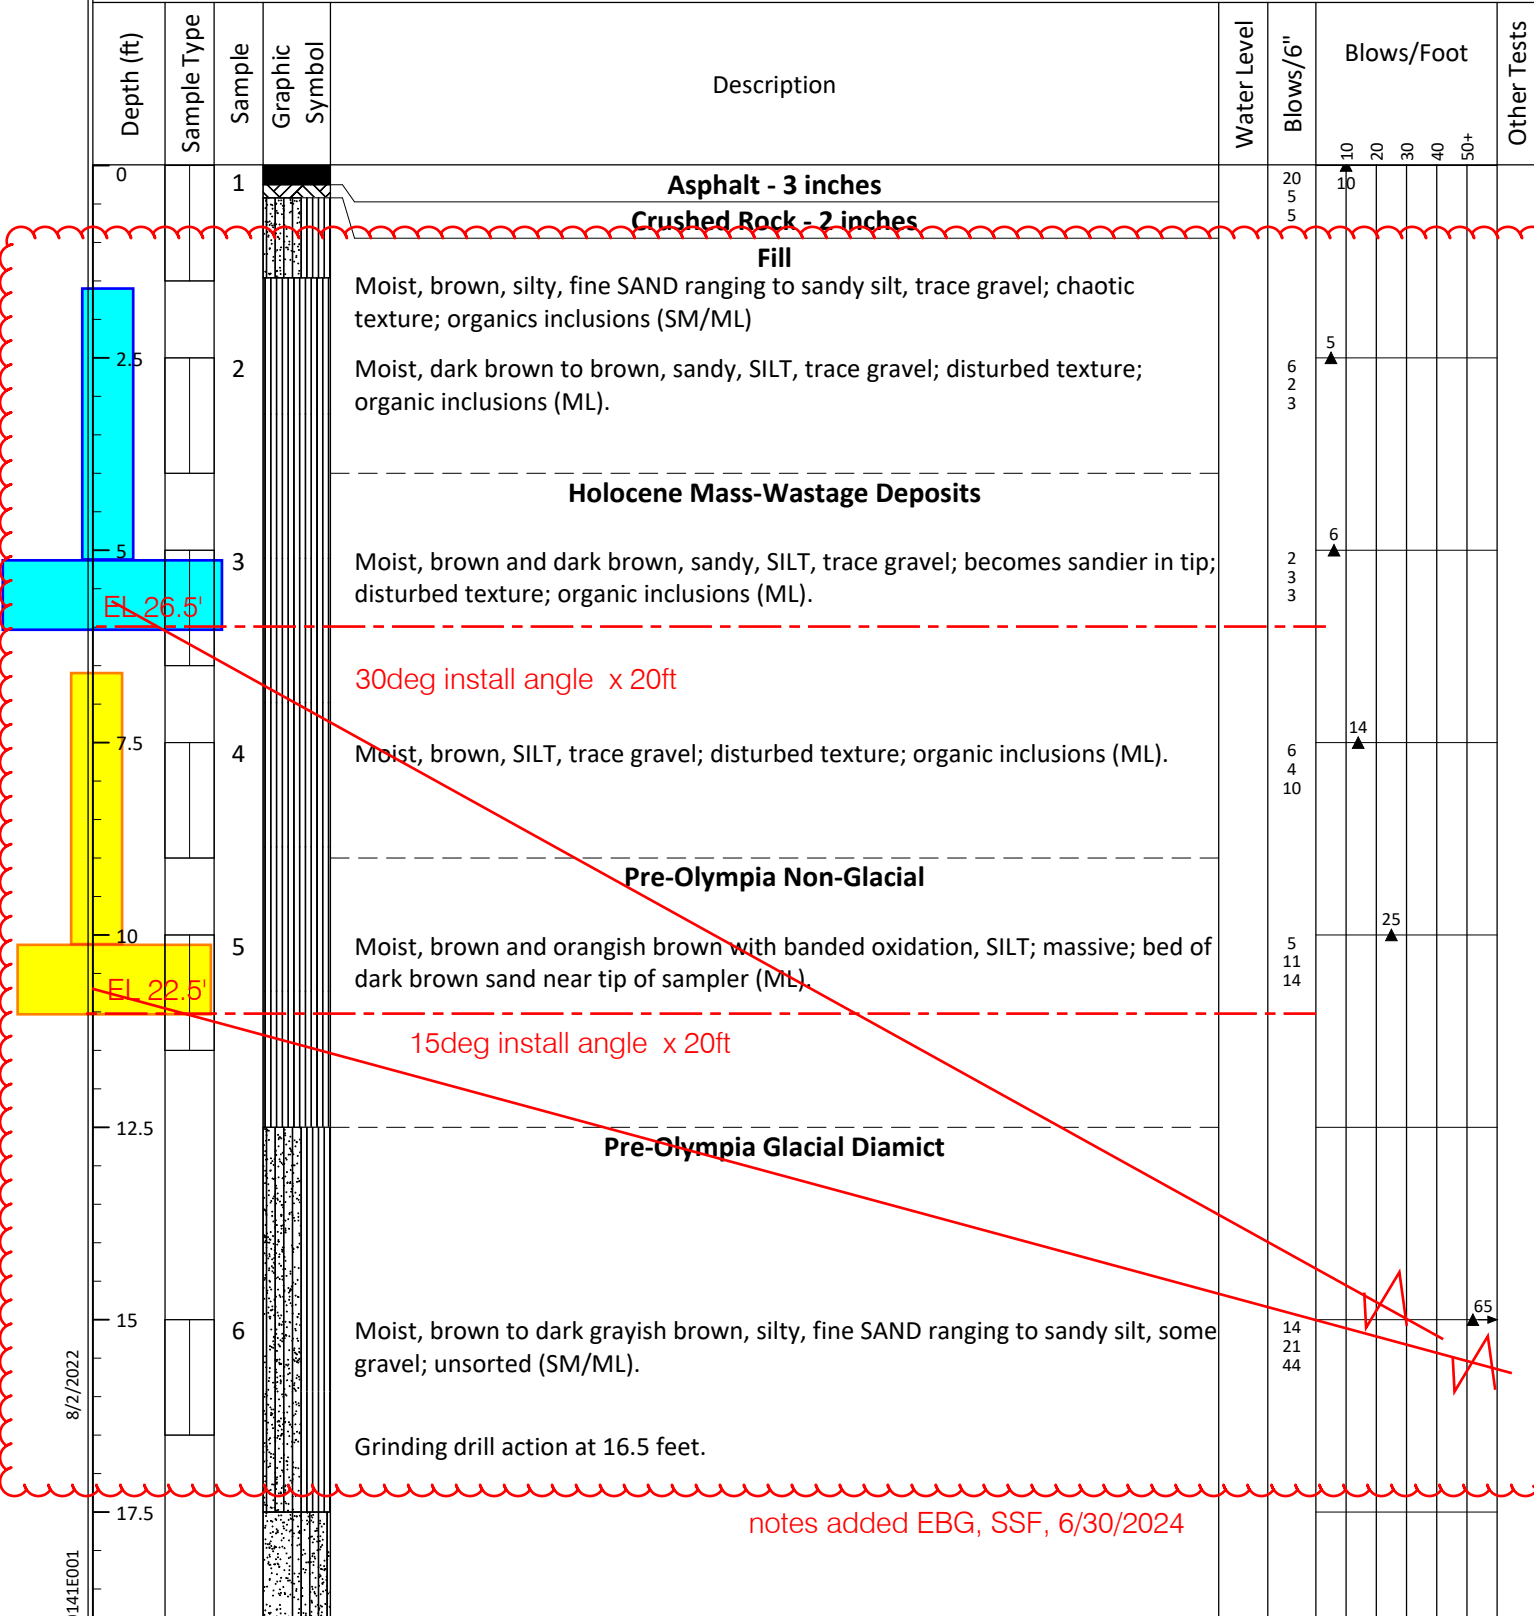 Depth (ft)
Sample Type
Sample
Graphic
Symbol
Description
Water Level
Blows/6"
Blows/Foot
Other Tests
10
20
30
40
50+
0
1
Asphalt - 3 inches
20
5
5
10
Crushed Rock - 2 inches
Fill
Moist, brown, silty, fine SAND ranging to sandy silt, trace gravel; chaotic
texture; organics inclusions (SM/ML)
2.5
2
Moist, dark brown to brown, sandy, SILT, trace gravel; disturbed texture;
organic inclusions (ML).
6
2
3
5
Holocene Mass-Wastage Deposits
5
3
Moist, brown and dark brown, sandy, SILT, trace gravel; becomes sandier in tip;
disturbed texture; organic inclusions (ML).
2
3
3
6
EL 26.5'
30deg install angle x 20ft
7.5
4
Moist, brown, SILT, trace gravel; disturbed texture; organic inclusions (ML).
6
4
10
14
Pre-Olympia Non-Glacial
10
5
Moist, brown and orangish brown with banded oxidation, SILT; massive; bed of
dark brown sand near tip of sampler (ML).
5
11
14
25
EL 22.5'
15deg install angle x 20ft
12.5
Pre-Olympia Glacial Diamict
15
6
Moist, brown to dark grayish brown, silty, fine SAND ranging to sandy silt, some
gravel; unsorted (SM/ML).
14
21
44
65
8/2/2022
Grinding drill action at 16.5 feet.
17.5
notes added EBG, SSF, 6/30/2024
141E001